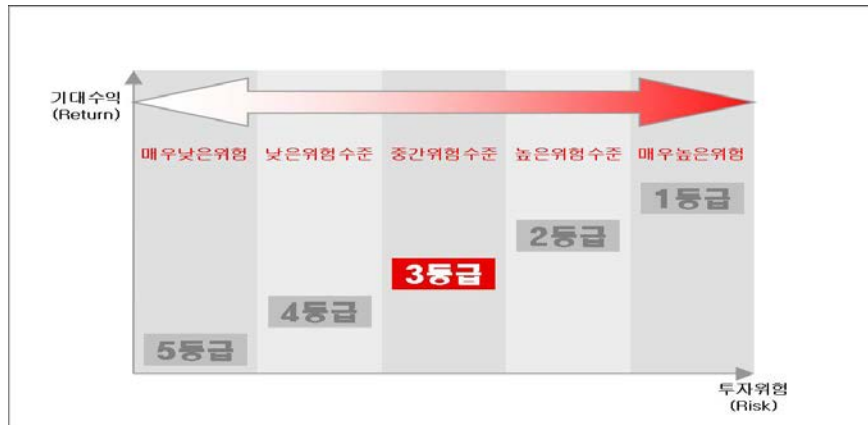 기대수익
(Return)
매우낮은위험 낮은위험수준 중간위험수준 높은위험수준 매우높은위험
1등급
2등급
3등급
4등급
5등급
투자위험
(Risk)